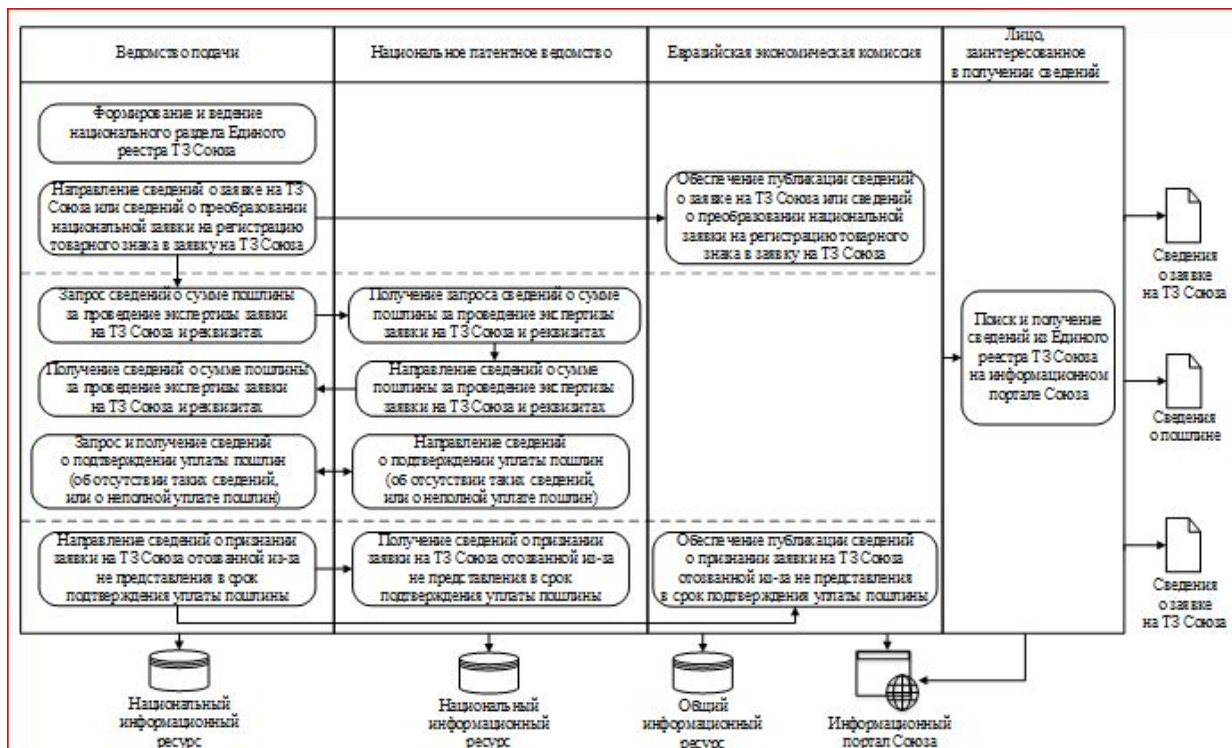 Ведомство подачи
Национальное патентное ведомство
Евразийская экономическая комиссия
Лицо,
заинтересованное
в получении сведений
Формирование и ведение
национального раздела Единого
реестра ТЗ Союза
Направление сведений о заявке на ТЗ
Союза или сведений о преобразовании
национальной заявки на регистрацию
товарного знака в заявку на ТЗ Союза
Обеспечение публикации сведений
о заявке на ТЗ Союза или сведений
о преобразовании национальной
заявки на регистрацию товарного
знака в заявку на ТЗ Союза
Сведения
о заявке
на ТЗ Союза
Запрос сведений о сумме пошлины
за проведение экспертизы заявки
на ТЗ Союза и реквизитах
Получение запроса сведений о сумме
пошлины за проведение экспертизы
заявки на ТЗ Союза и реквизитах
Поиск и получение
сведений из Единого
реестра ТЗ Союза
на информационном
портале Союза
Получение сведений о сумме пошлины
за проведение экспертизы заявки
на ТЗ Союза и реквизитах
Направление сведений о сумме
пошлины за проведение экспертизы
заявки на ТЗ Союза и реквизитах
Сведения
о пошлине
Запрос и получение сведений
о подтверждении уплаты пошлин
(об отсутствии таких сведений,
или о неполной уплате пошлин)
Направление сведений
о подтверждении уплаты пошлин
(об отсутствии таких сведений,
или о неполной уплате пошлин)
Направление сведений о признании
заявки на ТЗ Союза отозванной из-за
не представления в срок
подтверждения уплаты пошлины
Получение сведений о признании
заявки на ТЗ Союза отозванной из-за
не представления в срок
подтверждения уплаты пошлины
Обеспечение публикации сведений
о признании заявки на ТЗ Союза
отозванной из-за не представления
в срок подтверждения уплаты пошлины
Сведения
о заявке
на ТЗ Союза
Национальный
информационный
ресурс
Национальный
информационный
ресурс
Общий
информационный
ресурс
Информационный
портал Союза